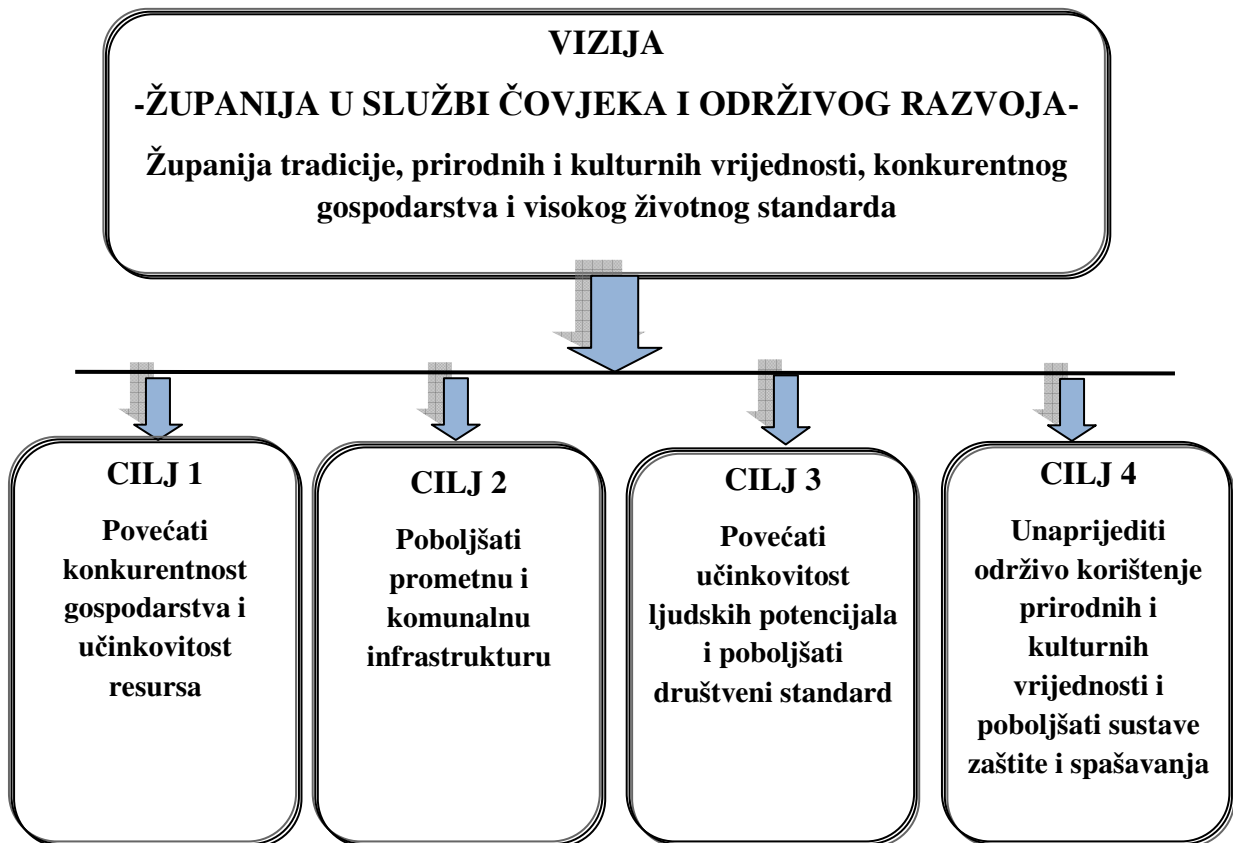 VIZIJA
-ŽUPANIJA U SLUŽBI ČOVJEKA I ODRŽIVOG RAZVOJA-
Županija tradicije, prirodnih i kulturnih vrijednosti, konkurentnog
gospodarstva i visokog životnog standarda
CILJ 1
Povećati
konkurentnost
gospodarstva i
učinkovitost
resursa
CILJ 2
Poboljšati
prometnu i
komunalnu
infrastrukturu
CILJ 3
Povećati
učinkovitost
ljudskih potencijala
i poboljšati
društveni standard
CILJ 4
Unaprijediti
održivo korištenje
prirodnih i
kulturnih
vrijednosti i
poboljšati sustave
zaštite i spašavanja